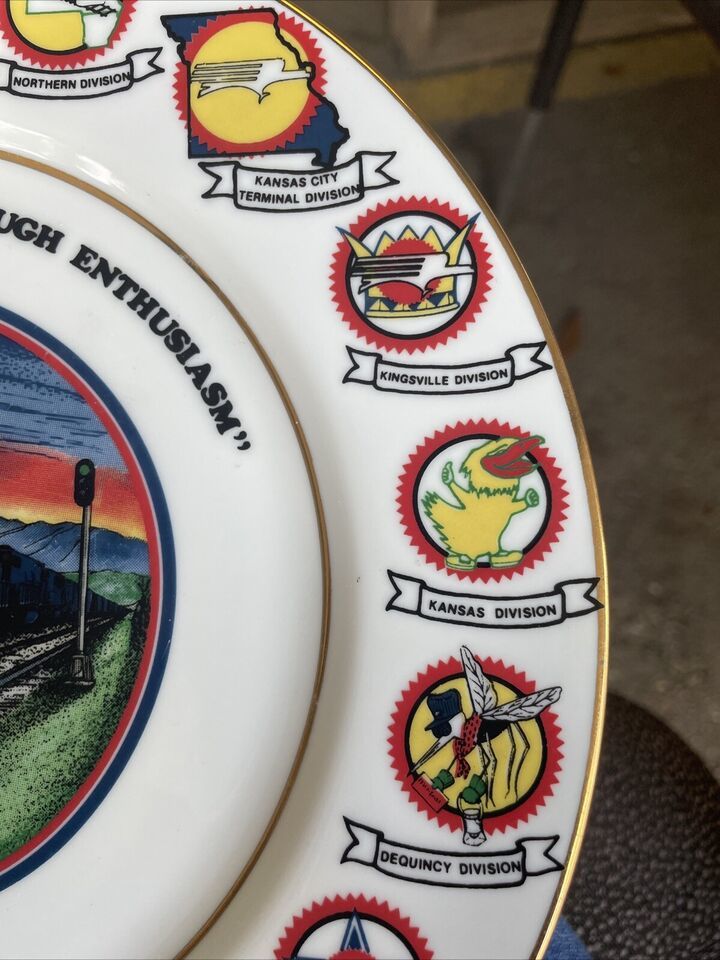 NORTHERN DIVISION
KANSAS CITY
TERMINAL DIVISION
KINGSVILLE DIVISION
KANSAS DIVISION
DEQUINCY DIVISION
UGH ENTHUSIASM"